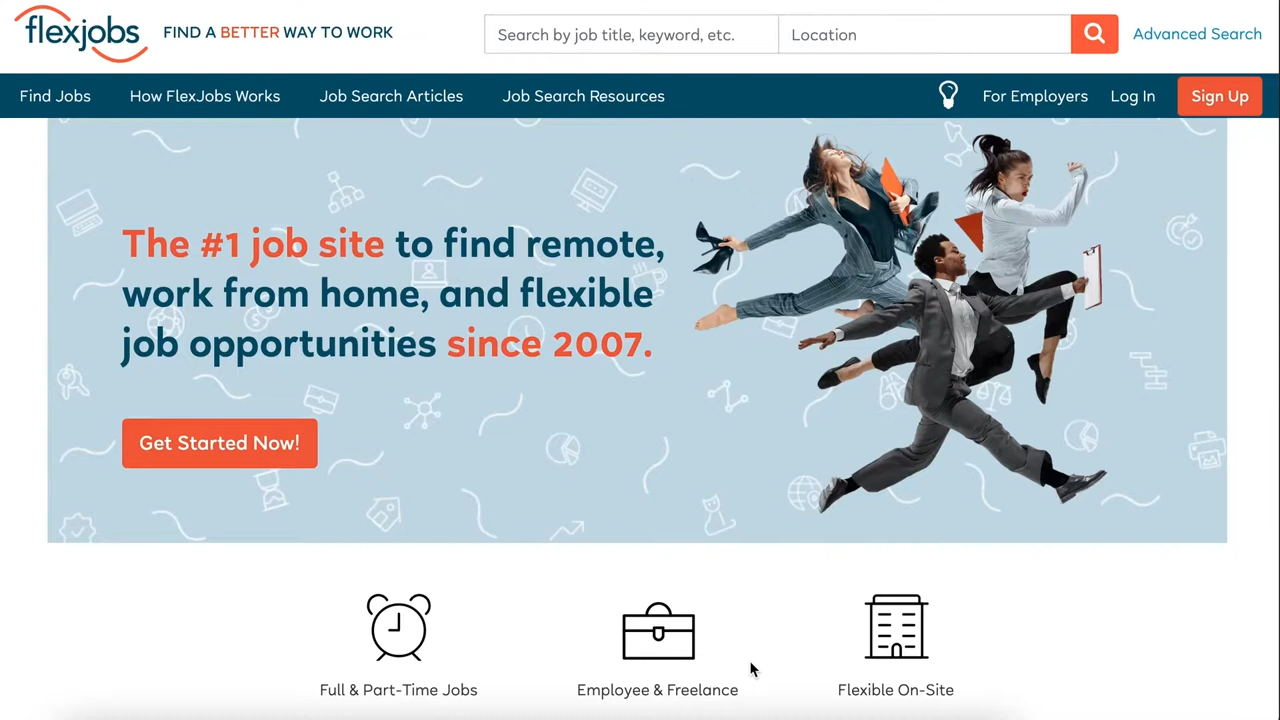 flexjobs
FIND A BETTER WAY TO WORK
Search by job title, keyword, etc.
Location
Advanced Search
Find Jobs
How FlexJobs Works
Job Search Articles
Job Search Resources
For Employers
Log In
Sign Up
The #1 job site to find remote,
work from home, and flexible
job opportunities since 2007.
Get Started Now!
Full & Part-Time Jobs
Employee & Freelance
Flexible On-Site